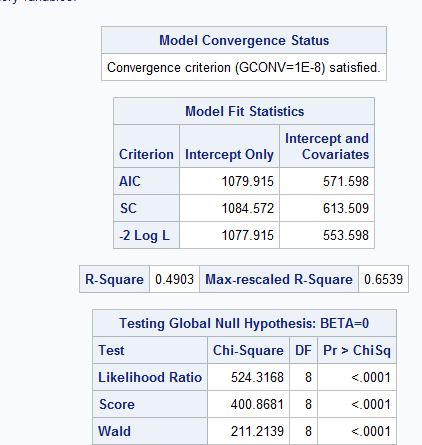 Model Convergence Status
Convergence criterion (GCONV=1E-8) satisfied.
Model Fit Statistics
Criterion Intercept Only Intercept and Covariates
AIC 1079.915 571.598
SC 1084.572 613.509
-2 Log L 1077.915 553.598
R-Square 0.4903 Max-rescaled R-Square 0.6539
Testing Global Null Hypothesis: BETA=0
Test Chi-Square DF Pr > ChiSq
Likelihood Ratio 524.3168 8 <.0001
Score 400.8681 8 <.0001
Wald 211.2139 8 <.0001